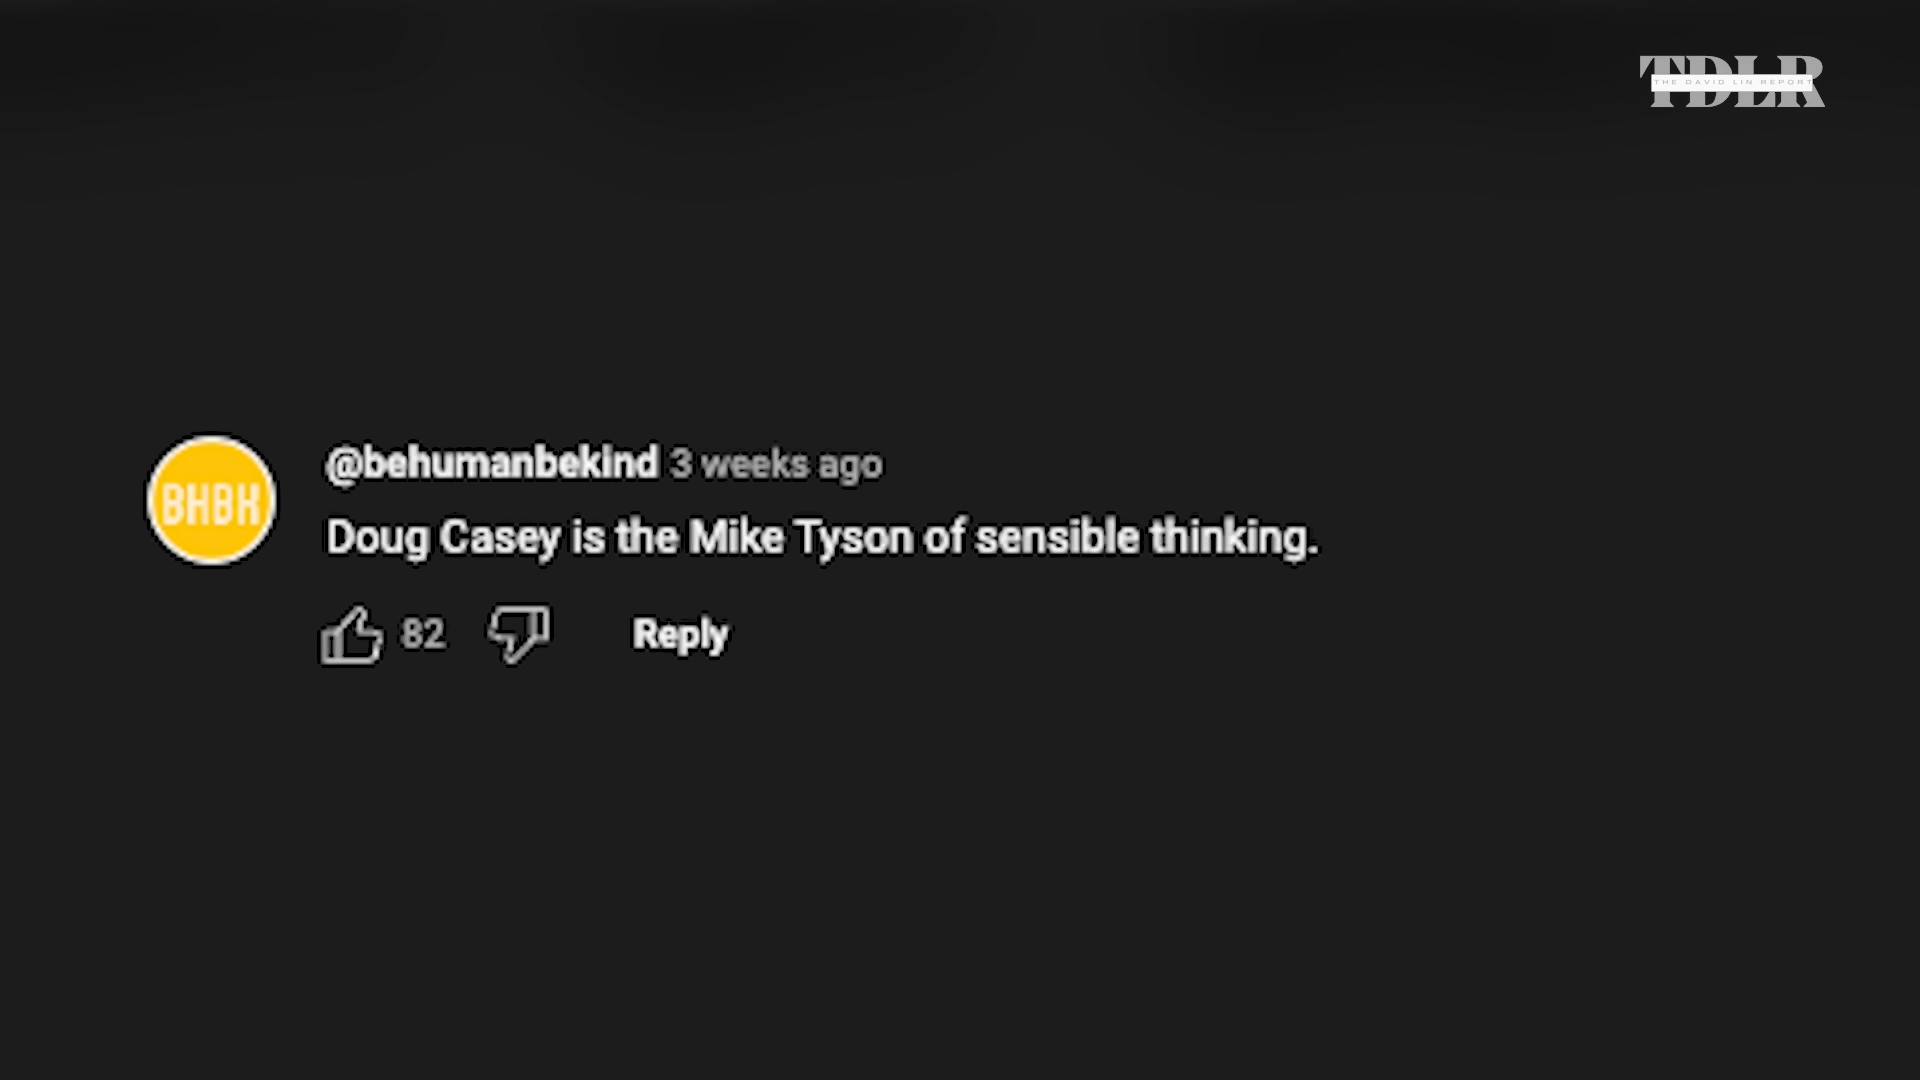 TDLR
THE DAVID LIN REPORT
BHBK
@behumanbekind 3 weeks ago
Doug Casey is the Mike Tyson of sensible thinking.
82 Reply